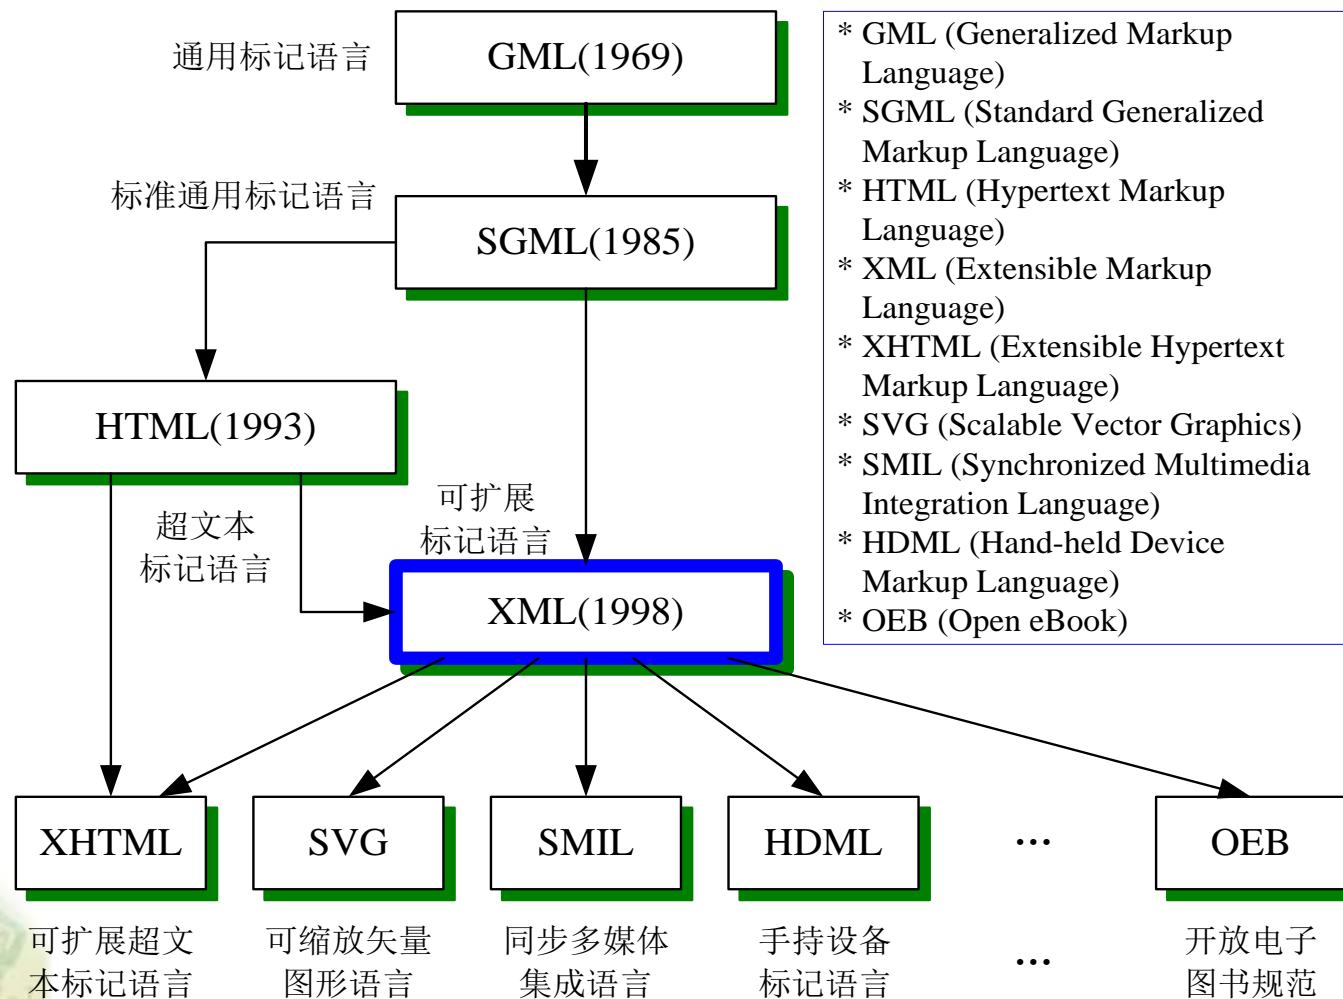 通用标记语言
GML(1969)
标准通用标记语言
SGML(1985)
HTML(1993)
超文本
标记语言
可扩展
标记语言
XML(1998)
* GML (Generalized Markup
Language)
* SGML (Standard Generalized
Markup Language)
* HTML (Hypertext Markup
Language)
* XML (Extensible Markup
Language)
* XHTML (Extensible Hypertext
Markup Language)
* SVG (Scalable Vector Graphics)
* SMIL (Synchronized Multimedia
Integration Language)
* HDML (Hand-held Device
Markup Language)
* OEB (Open eBook)
XHTML
SVG
SMIL
HDML
...
OEB
可扩展超文
本标记语言
可缩放矢量
图形语言
同步多媒体
集成语言
手持设备
标记语言
...
开放电子
图书规范